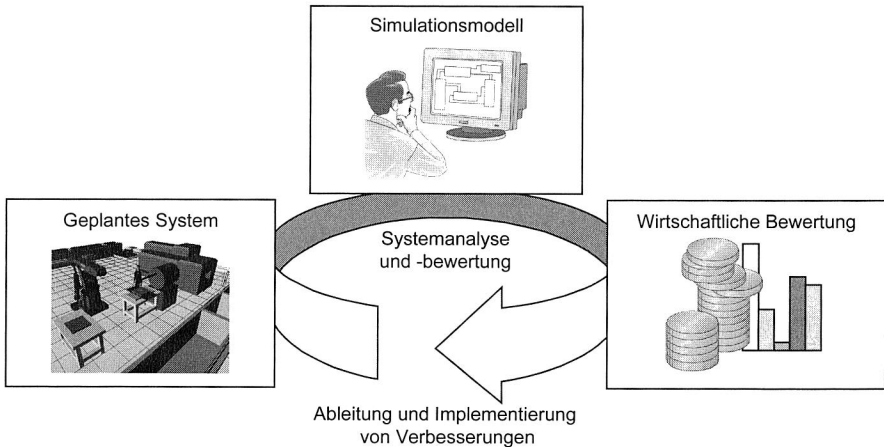 Simulationsmodell
Geplantes System
Systemanalyse
und -bewertung
Wirtschaftliche Bewertung
Ableitung und Implementierung
von Verbesserungen